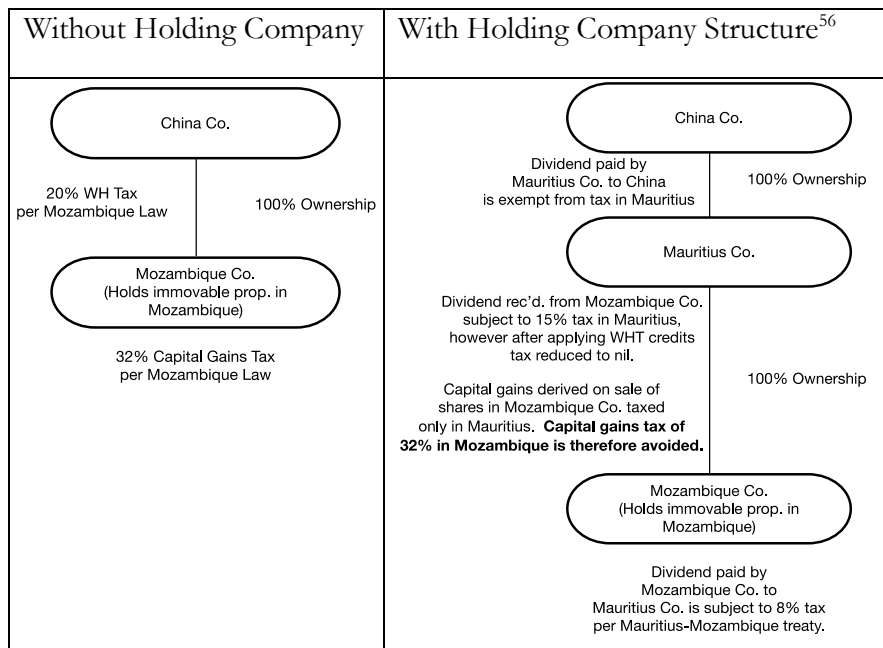 Without Holding Company
With Holding Company Structure56
China Co.
20% WH Tax
per Mozambique Law
100% Ownership
Mozambique Co.
(Holds immovable prop. in
Mozambique)
32% Capital Gains Tax
per Mozambique Law
China Co.
Dividend paid by
Mauritius Co. to China
is exempt from tax in Mauritius
100% Ownership
Mauritius Co.
Dividend rec’d. from Mozambique Co.
subject to 15% tax in Mauritius,
however after applying WHT credits
tax reduced to nil.
Capital gains derived on sale of
shares in Mozambique Co. taxed
only in Mauritius. Capital gains tax of
32% in Mozambique is therefore avoided.
100% Ownership
Mozambique Co.
(Holds immovable prop. in
Mozambique)
Dividend paid by
Mozambique Co. to
Mauritius Co. is subject to 8% tax
per Mauritius-Mozambique treaty.